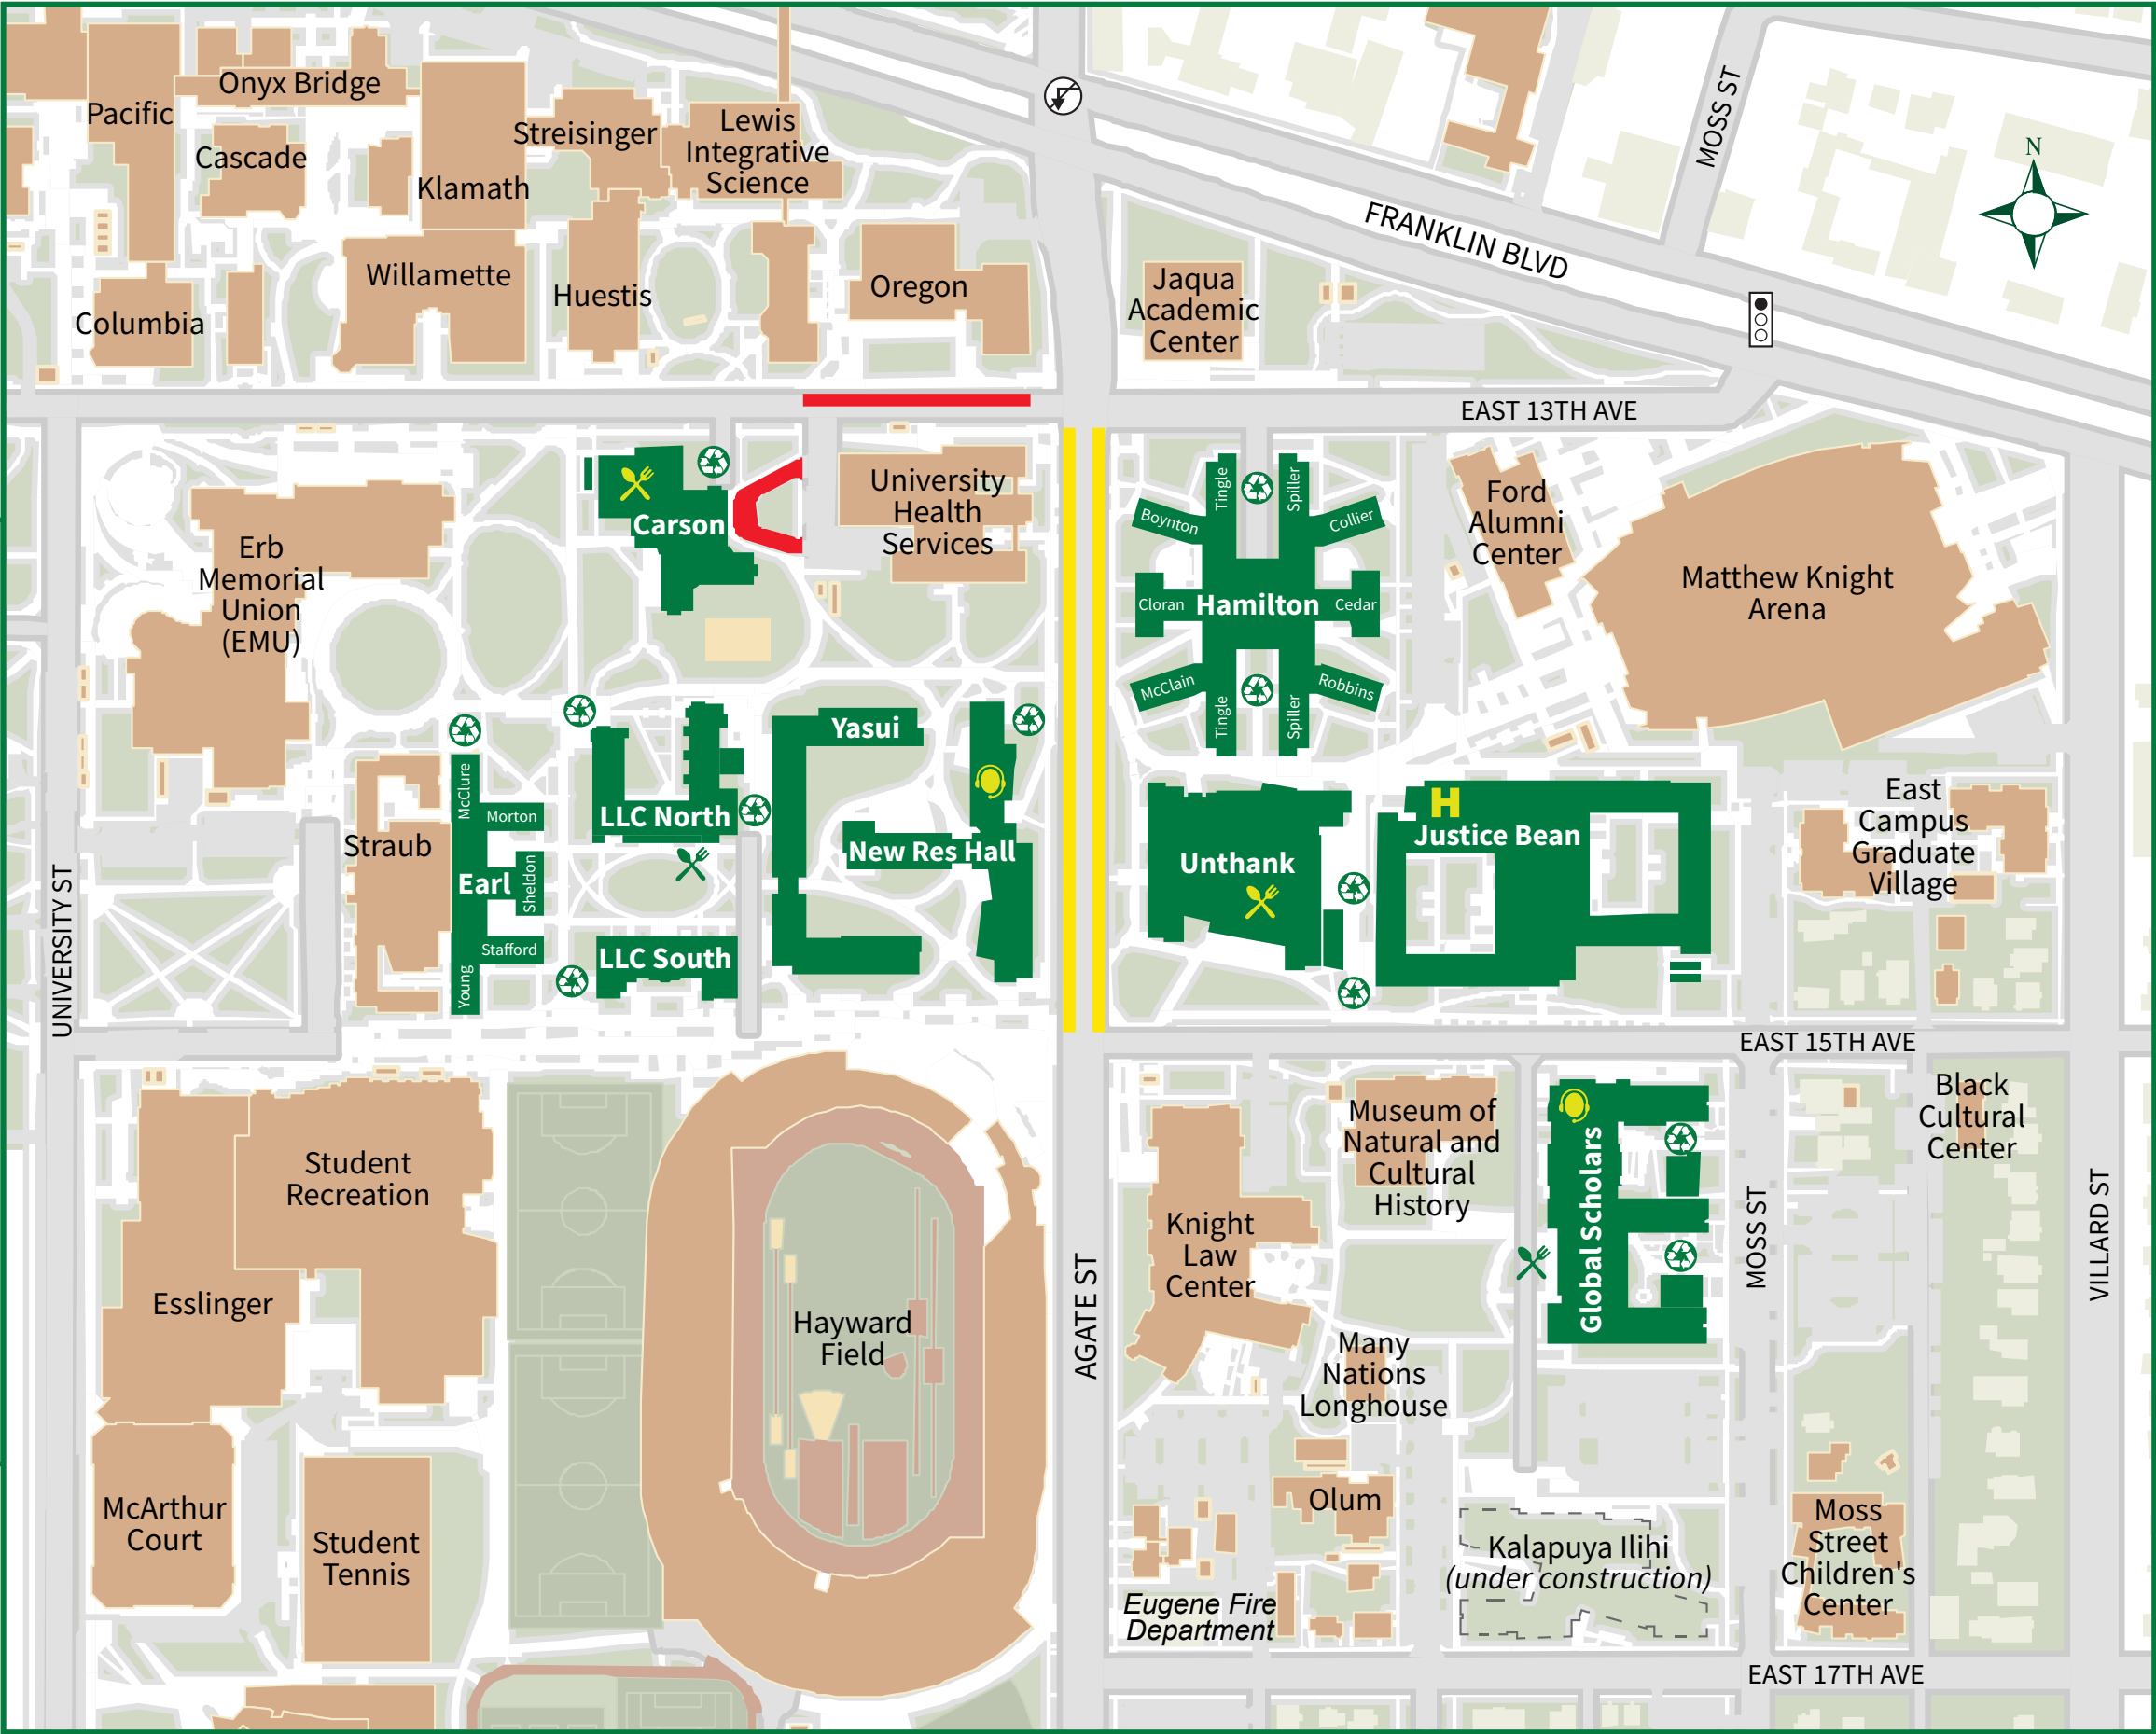 Onyx Bridge
Pacific
Cascade
Klamath
Streisinger
Lewis
Integrative
Science
MOSS ST
N
FRANKLIN BLVD
Columbia
Willamette
Huestis
Oregon
Jaqua
Academic
Center
EAST 13TH AVE
Erb
Memorial
Union
(EMU)
Carson
University
Health
Services
Tingle
Spiller
Boynton
Collier
Cloran
Hamilton
Cedar
McClain
Robbins
Tingle
Spiller
Ford
Alumni
Center
Matthew Knight
Arena
Yasui
McClure
Morton
Straub
Earl
Sheldon
Stafford
Young
LLC North
LLC South
New Res Hall
Unthank
H
Justice Bean
East
Campus
Graduate
Village
UNIVERSITY ST
EAST 15TH AVE
Student
Recreation
Esslinger
Hayward
Field
AGATE ST
Knight
Law
Center
Museum of
Natural and
Cultural
History
Global Scholars
MOSS ST
Black
Cultural
Center
VILLARD ST
Many
Nations
Longhouse
McArthur
Court
Student
Tennis
Olum
Kalapuya Ilihi
(under construction)
Moss
Street
Children's
Center
Eugene Fire
Department
EAST 17TH AVE